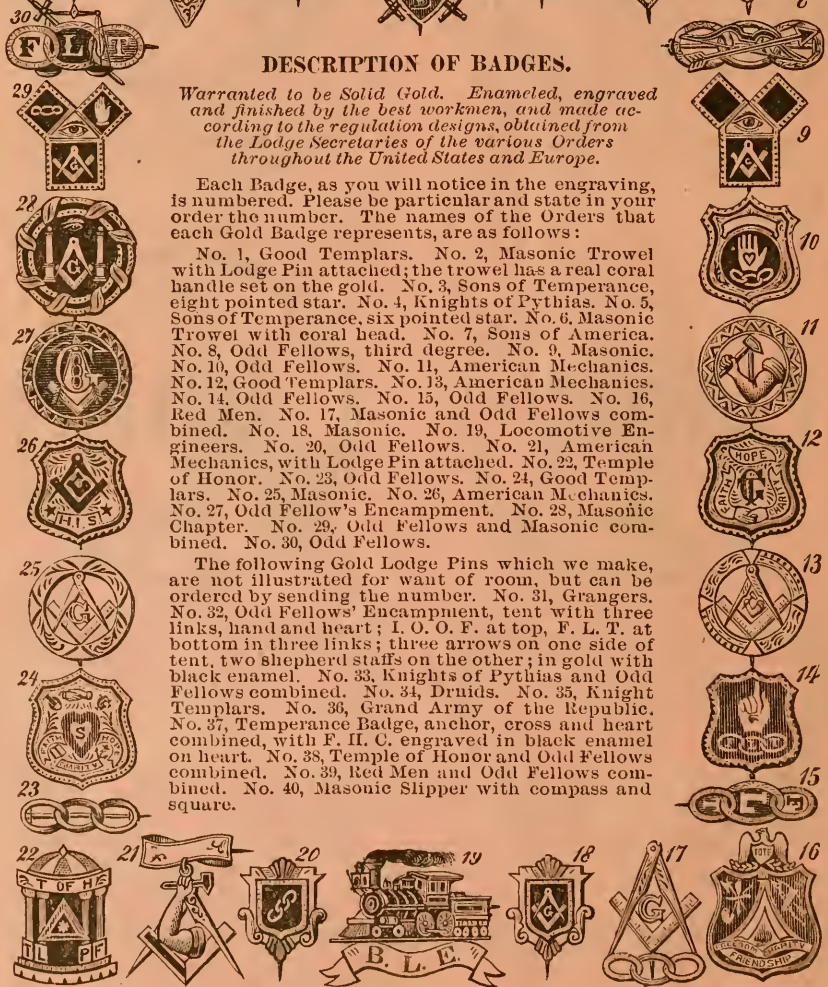 30
F L T
8
DESCRIPTION OF BADGES.
Warranted to be Solid Gold. Enameled, engraved
and finished by the best workmen, and made ac-
cording to the regulation designs, obtained from
the Lodge Secretaries of the various Orders
throughout the United States and Europe.
29
9
Each Badge, as you will notice in the engraving,
is numbered. Please be particular and state in your
order the number. The names of the Orders that
each Gold Badge represents, are as follows:
28
10
No. 1, Good Templars. No. 2, Masonic Trowel
with Lodge Pin attached; the trowel has a real coral
handle set on the gold. No. 3, Sons of Temperance,
eight pointed star. No. 4, Knights of Pythias. No. 5,
Sons of Temperance, six pointed star. No. 6, Masonic
Trowel with coral head. No. 7, Sons of America.
No. 8, Odd Fellows, third degree. No. 9, Masonic.
No. 10, Odd Fellows. No. 11, American Mechanics.
No. 12, Good Templars. No. 13, American Mechanics.
No. 14, Odd Fellows. No. 15, Odd Fellows. No. 16,
Red Men. No. 17, Masonic and Odd Fellows com-
bined. No. 18, Masonic. No. 19, Locomotive En-
gineers. No. 20, Odd Fellows. No. 21, American
Mechanics, with Lodge Pin attached. No. 22, Temple
of Honor. No. 23, Odd Fellows. No. 24, Good Temp-
lars. No. 25, Masonic. No. 26, American Mechanics.
No. 27, Odd Fellow's Encampment. No. 28, Masonic
Chapter. No. 29, Odd Fellows and Masonic com-
bined. No. 30, Odd Fellows.
27
11
26
H.I.S
12
HOPE
FAITH
CHARITY
The following Gold Lodge Pins which we make,
are not illustrated for want of room, but can be
ordered by sending the number. No. 31, Grangers.
No. 32, Odd Fellows' Encampment, tent with three
links, hand and heart; I. O. O. F. at top, F. L. T. at
bottom in three links; three arrows on one side of
tent, two shepherd staffs on the other; in gold with
black enamel. No. 33, Knights of Pythias and Odd
Fellows combined. No. 34, Druids. No. 35, Knight
Templars. No. 36, Grand Army of the Republic.
No. 37, Temperance Badge, anchor, cross and heart
combined, with F. H. C. engraved in black enamel
on heart. No. 38, Temple of Honor and Odd Fellows
combined. No. 39, Red Men and Odd Fellows com-
bined. No. 40, Masonic Slipper with compass and
square.
25
G
13
24
S
CHARITY
14
23
15
22
T OF H
L P F
21
20
19
B. L. E.
18
G
17
G
16
TOTE
FREEDOM
FRIENDSHIP